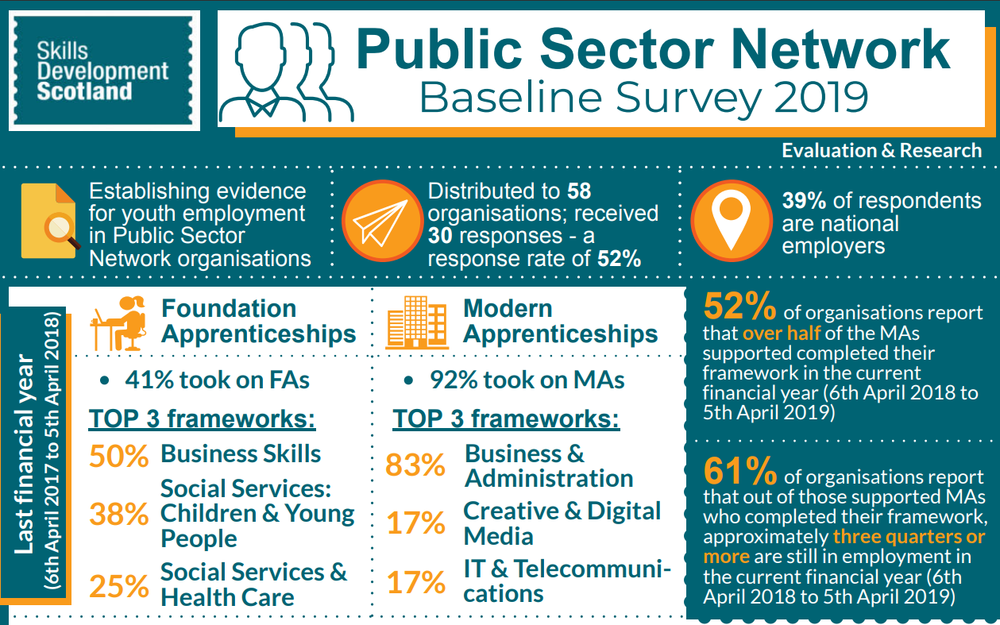 Skills
Development
Scotland
Public Sector Network
Baseline Survey 2019
Evaluation & Research
Establishing evidence
for youth employment
in Public Sector
Network organisations
Distributed to 58
organisations; received
30 responses - a
response rate of 52%
39% of respondents
are national
employers
Last financial year
(6th April 2017 to 5th April 2018)
Foundation
Apprenticeships
• 41% took on FAs
TOP 3 frameworks:
50% Business Skills
Social Services:
38% Children & Young
People
Social Services &
25% Health Care
Modern
Apprenticeships
• 92% took on MAs
TOP 3 frameworks:
83% Business &
Administration
17% Creative & Digital
Media
17% IT & Telecommuni-
cations
52% of organisations report
that over half of the MAs
supported completed their
framework in the current
financial year (6th April 2018 to
5th April 2019)
61% of organisations report
that out of those supported MAs
who completed their framework,
approximately three quarters or
more are still in employment in
the current financial year (6th
April 2018 to 5th April 2019)